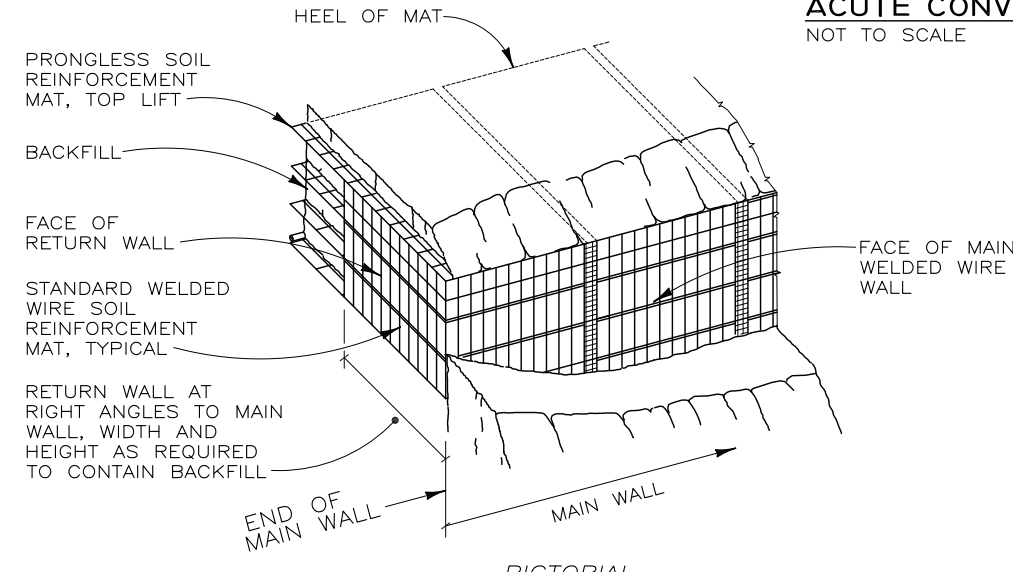 HEEL OF MAT
NOT TO SCALE
PRONGLESS SOIL
REINFORCEMENT
MAT, TOP LIFT
BACKFILL
FACE OF
RETURN WALL
STANDARD WELDED
WIRE SOIL
REINFORCEMENT
MAT, TYPICAL
RETURN WALL AT
RIGHT ANGLES TO MAIN
WALL, WIDTH AND
HEIGHT AS REQUIRED
TO CONTAIN BACKFILL
FACE OF MAIN
WELDED WIRE
WALL
END OF
MAIN WALL
MAIN WALL
PICTORIAL
ACUTE CONV